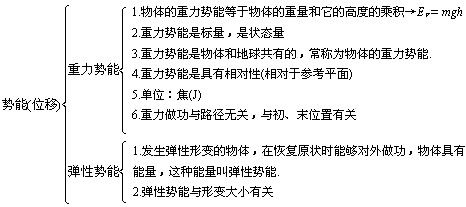 势能(位移)
重力势能
1.物体的重力势能等于物体的重量和它的高度的乘积→EP=mgh
2.重力势能是标量，是状态量
3.重力势能是物体和地球共有的，常称为物体的重力势能.
4.重力势能是具有相对性(相对于参考平面)
5.单位：焦(J)
6.重力做功与路径无关，与初、末位置有关
弹性势能
1.发生弹性形变的物体，在恢复原状时能够对外做功，物体具有
能量，这种能量叫弹性势能.
2.弹性势能与形变大小有关